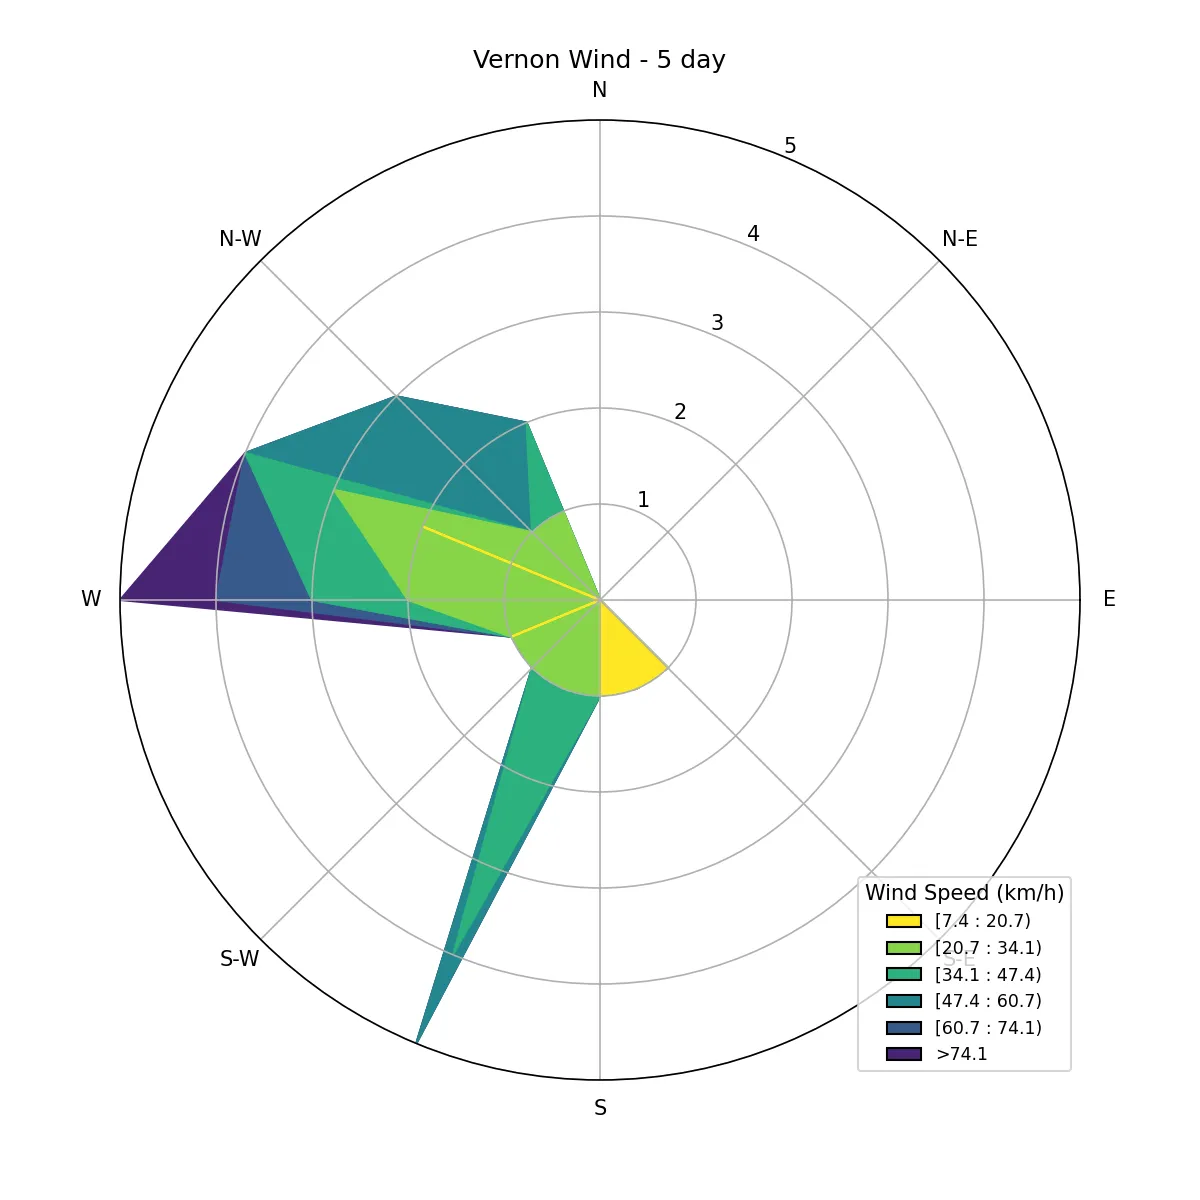 Vernon Wind - 5 day
N
5
N-W
4
N-E
3
2
1
W
E
S-W
S-E
S
Wind Speed (km/h)
[7.4 : 20.7)
[20.7 : 34.1)
[34.1 : 47.4)
[47.4 : 60.7)
[60.7 : 74.1)
>74.1